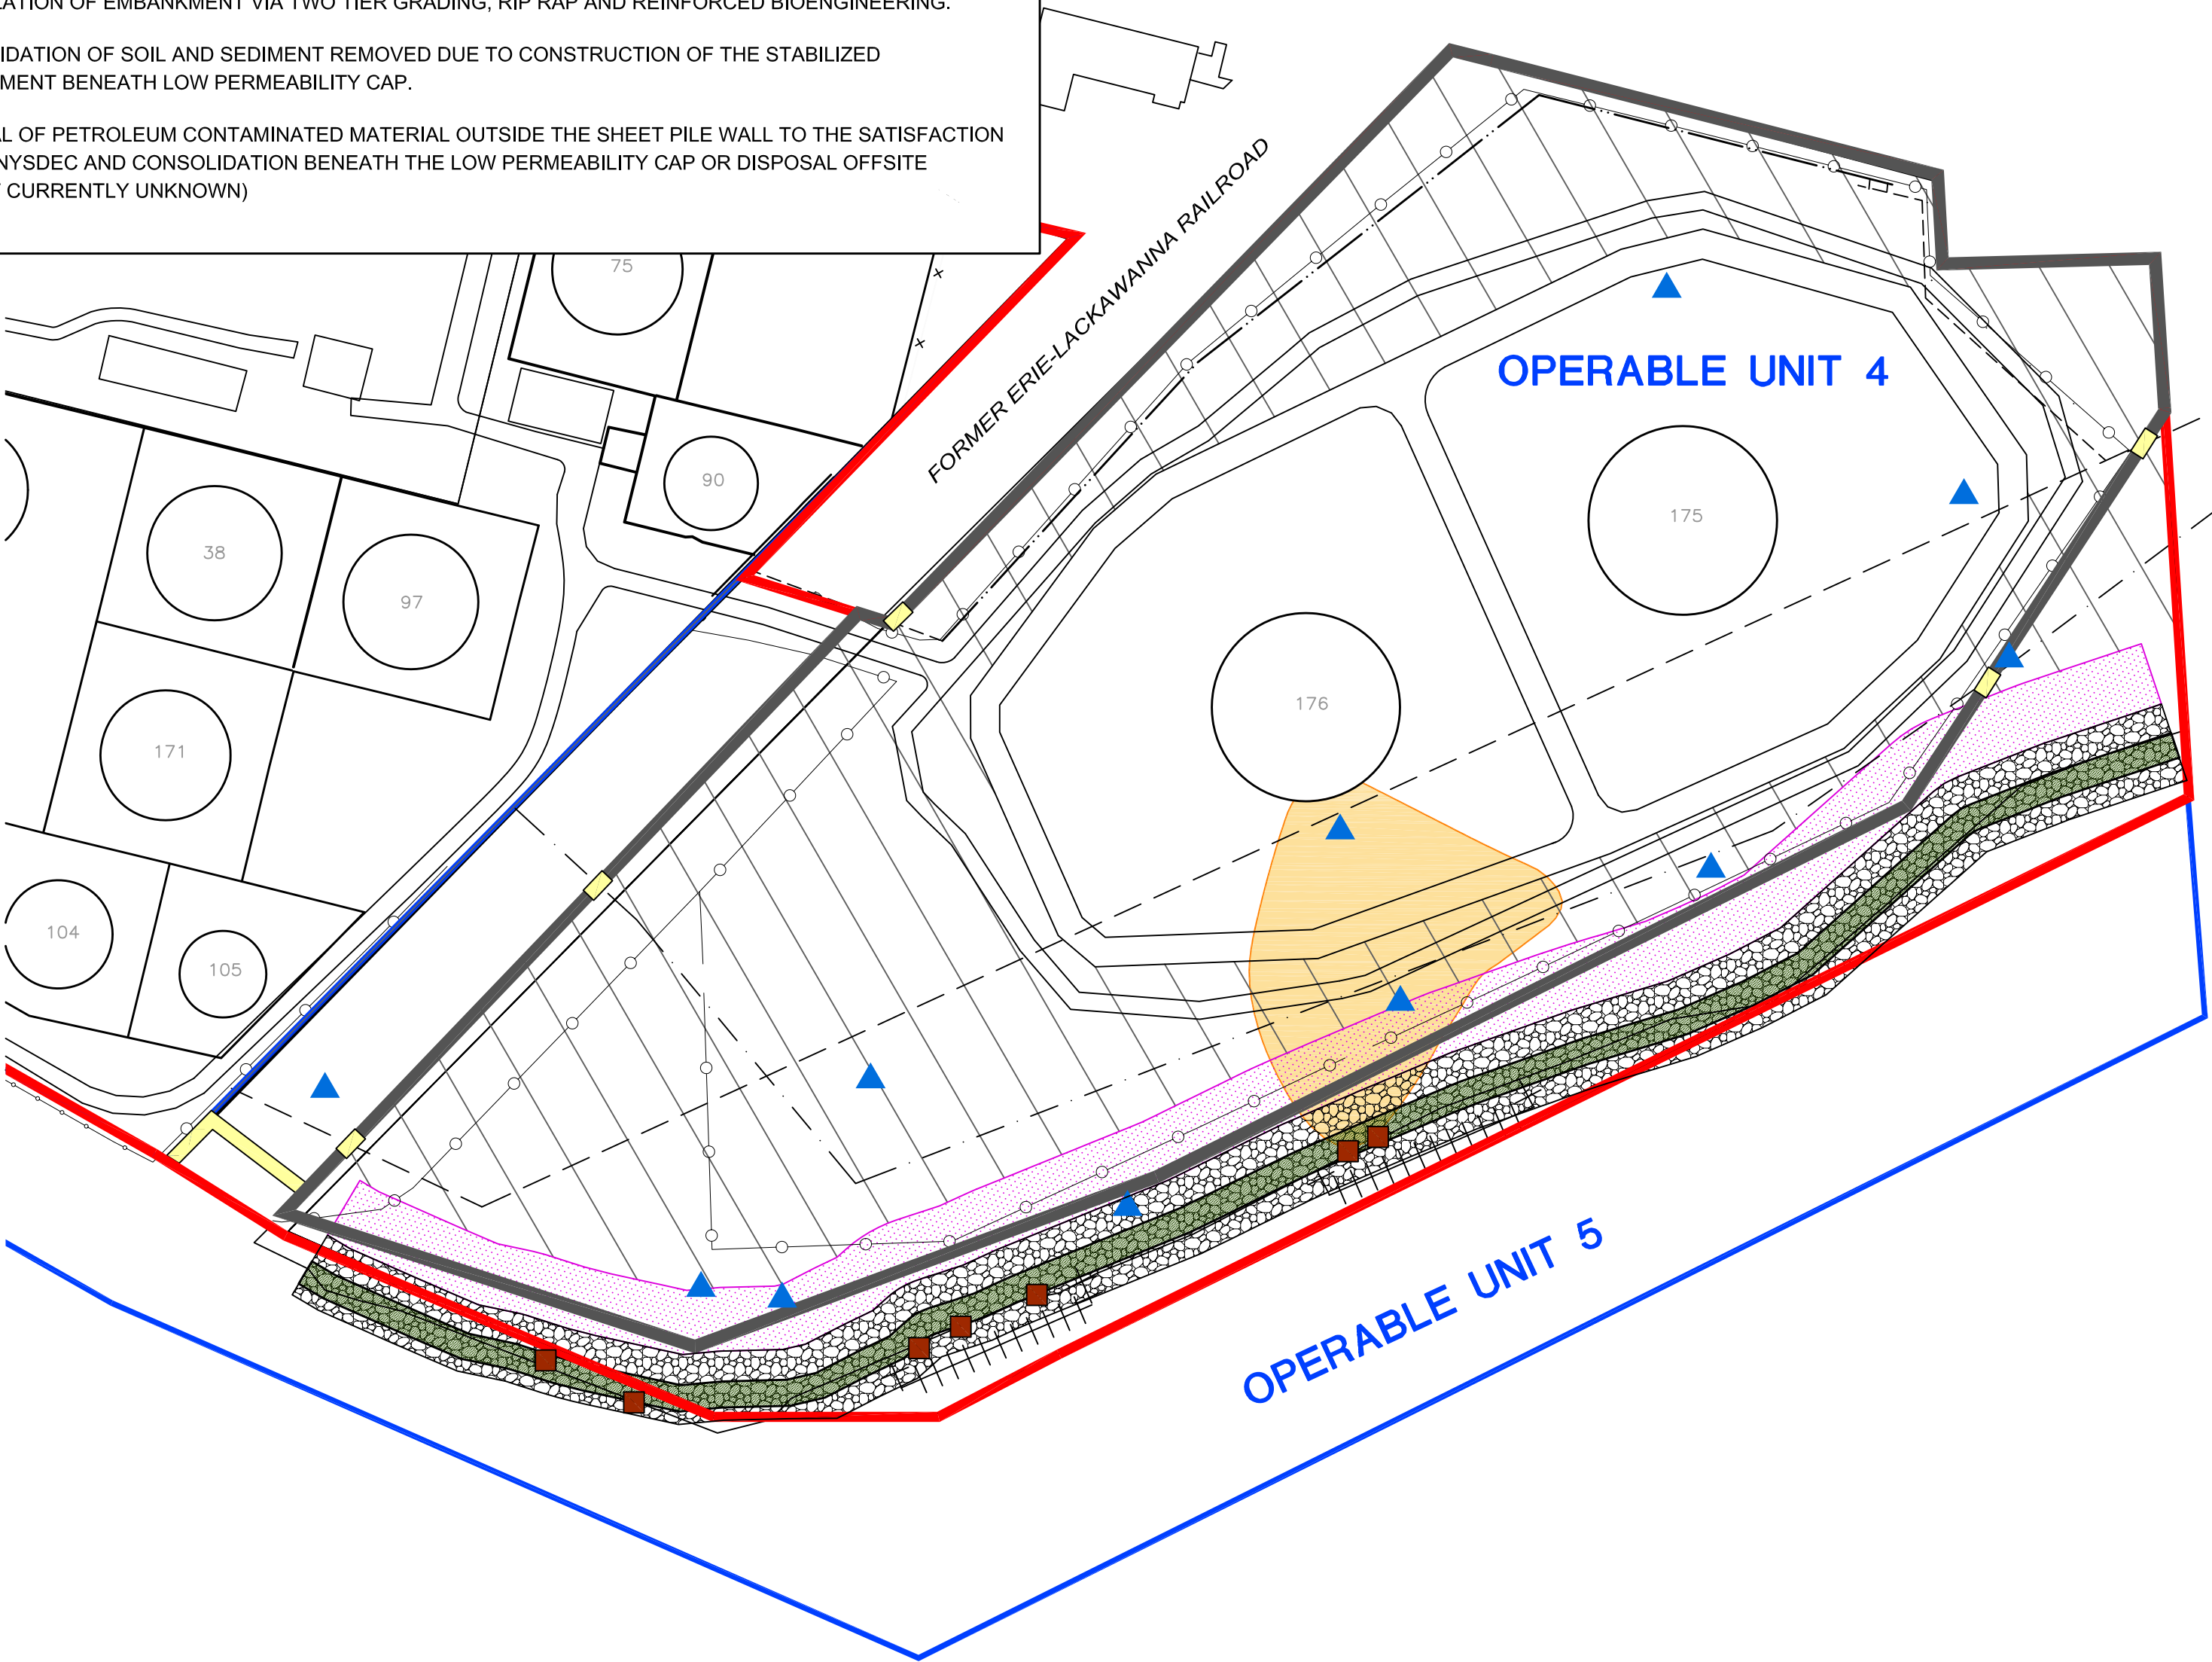 ATION OF EMBANKMENT VIA TWO TIER GRADING, RIP RAP AND REINFORCED BIOENGINEERING.
IDATION OF SOIL AND SEDIMENT REMOVED DUE TO CONSTRUCTION OF THE STABILIZED
MENT BENEATH LOW PERMEABILITY CAP.
AL OF PETROLEUM CONTAMINATED MATERIAL OUTSIDE THE SHEET PILE WALL TO THE SATISFACTION
NYSDEC AND CONSOLIDATION BENEATH THE LOW PERMEABILITY CAP OR DISPOSAL OFFSITE
CURRENTLY UNKNOWN)
FORMER ERIE-LACKAWANNA RAILROAD
75
OPERABLE UNIT 4
90
175
38
97
176
171
104
105
OPERABLE UNIT 5